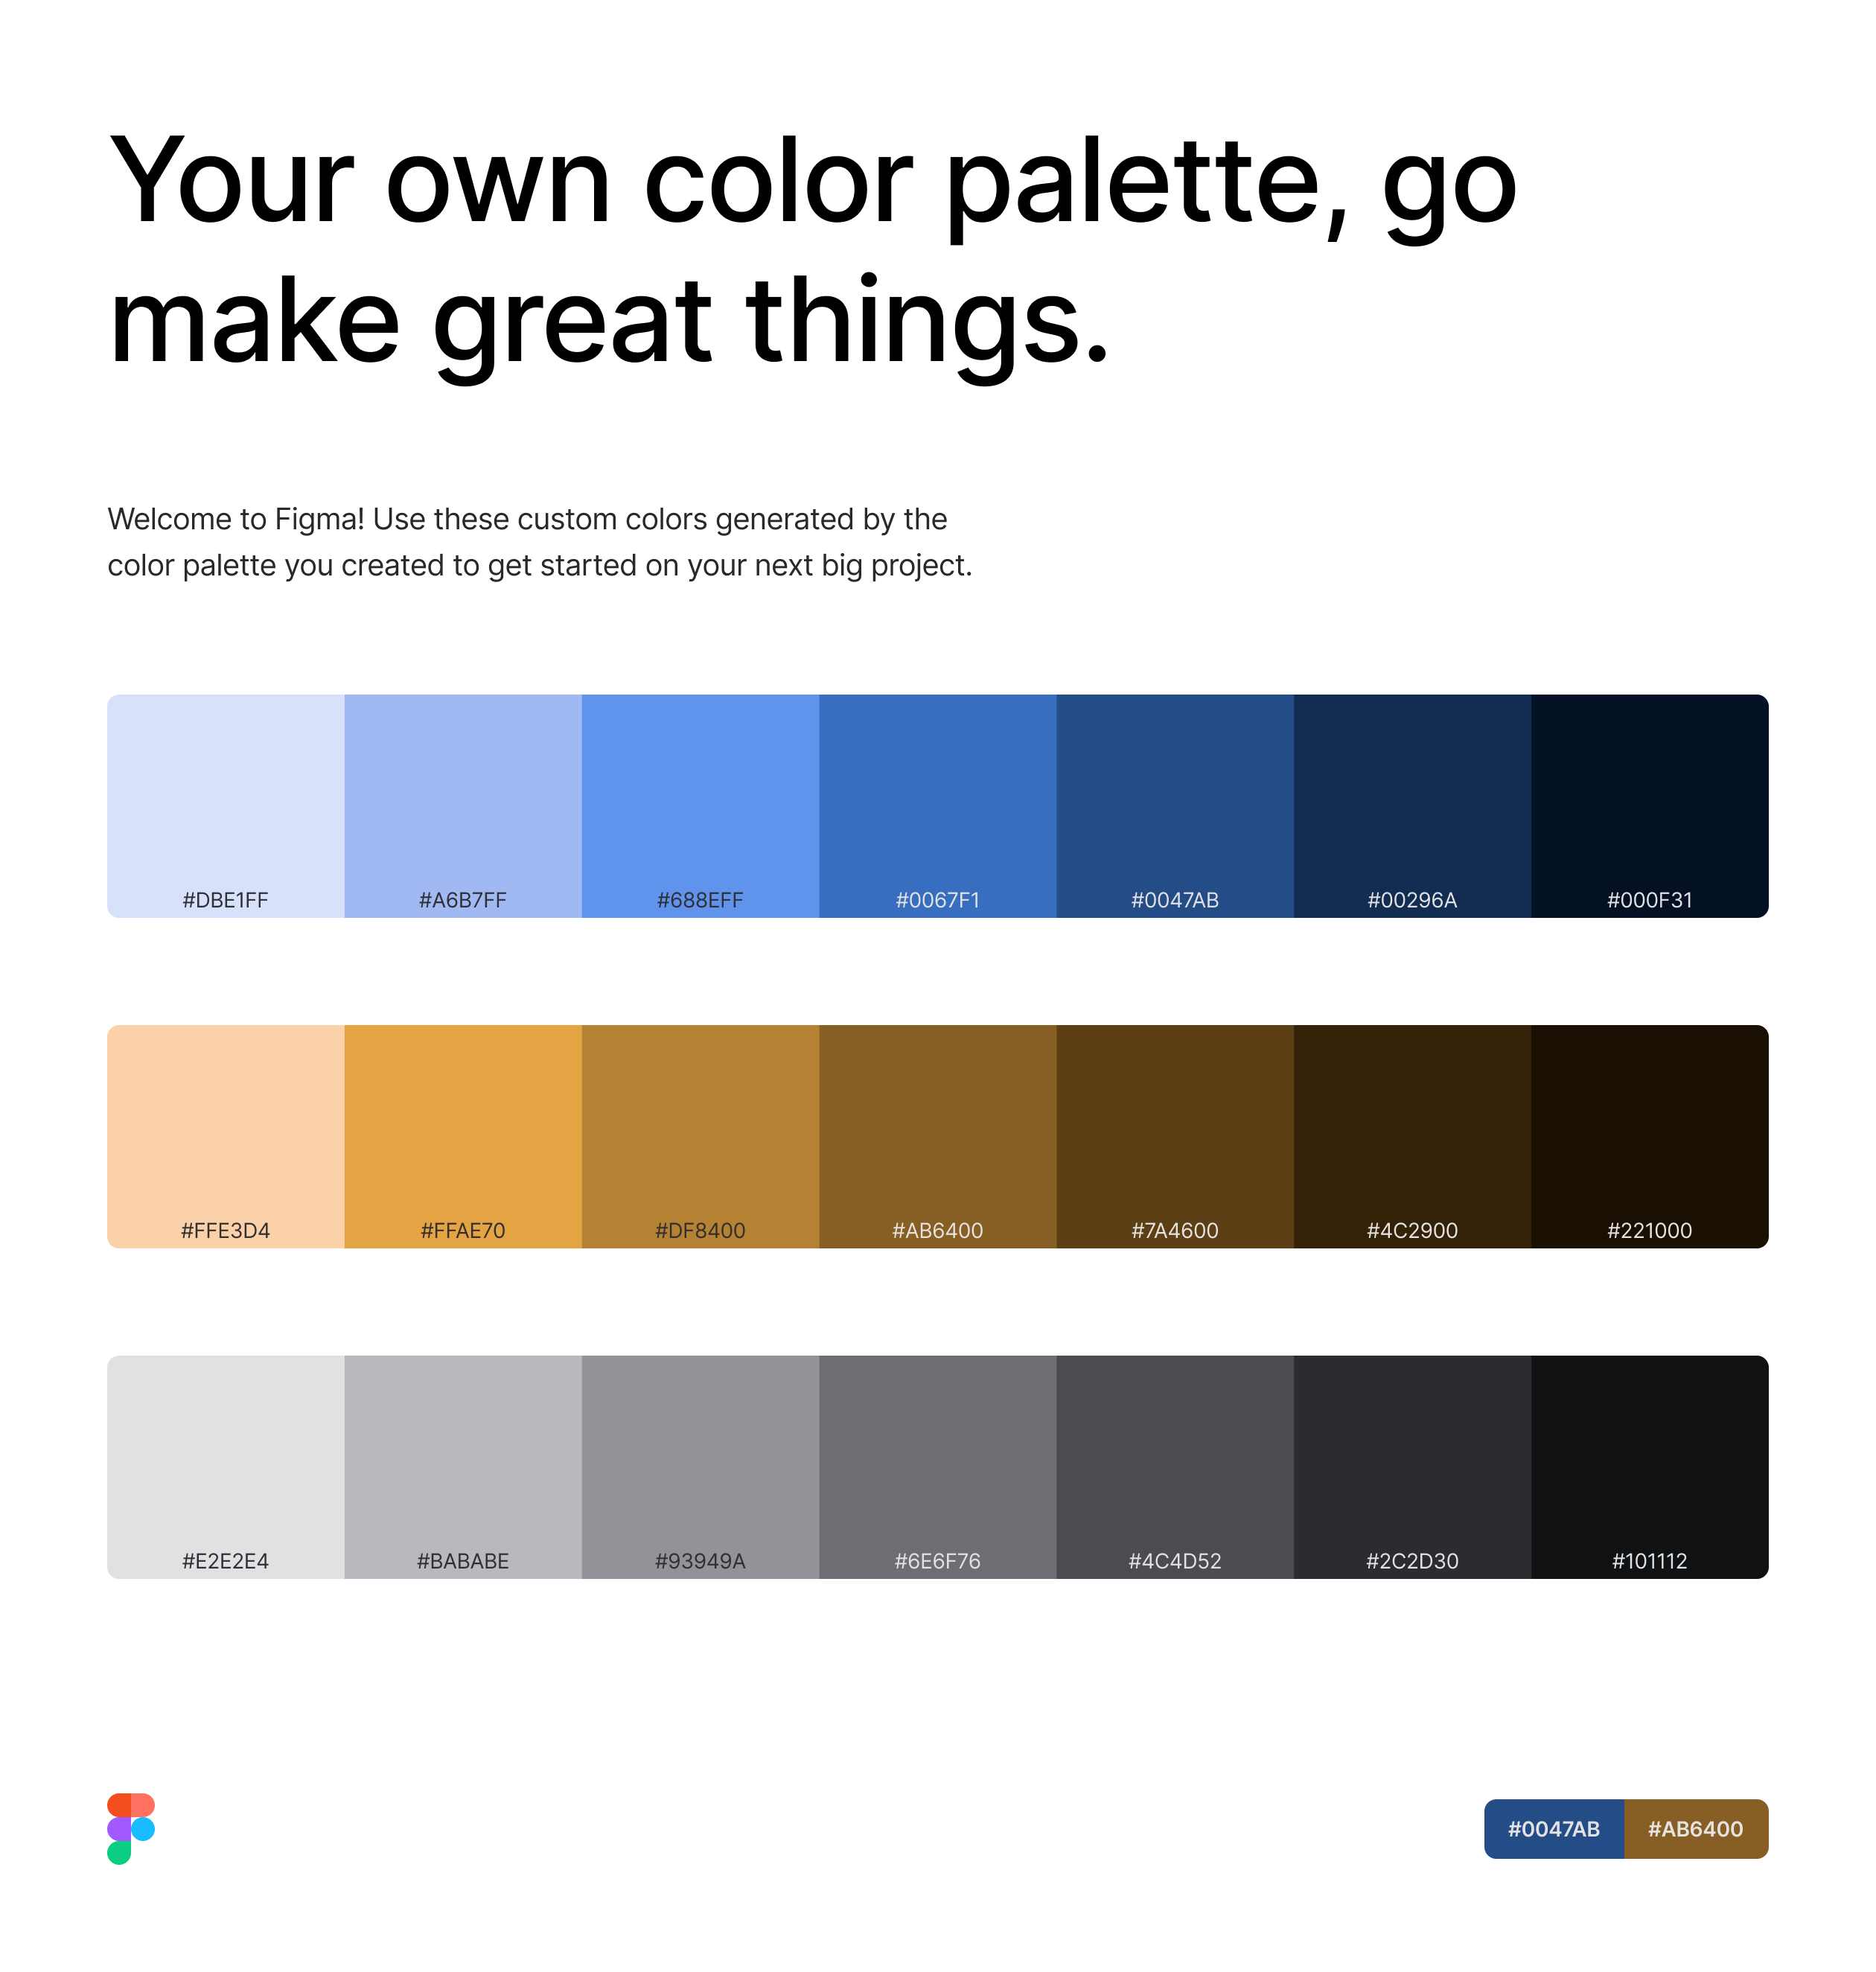 Your own color palette, go
make great things.
Welcome to Figma! Use these custom colors generated by the
color palette you created to get started on your next big project.
#DBE1FF #A6B7FF #688EFF #0067F1 #0047AB #00296A #000F31
#FFE3D4 #FFAE70 #DF8400 #AB6400 #7A4600 #4C2900 #221000
#E2E2E4 #BABABE #93949A #6E6F76 #4C4D52 #2C2D30 #101112
#0047AB #AB6400